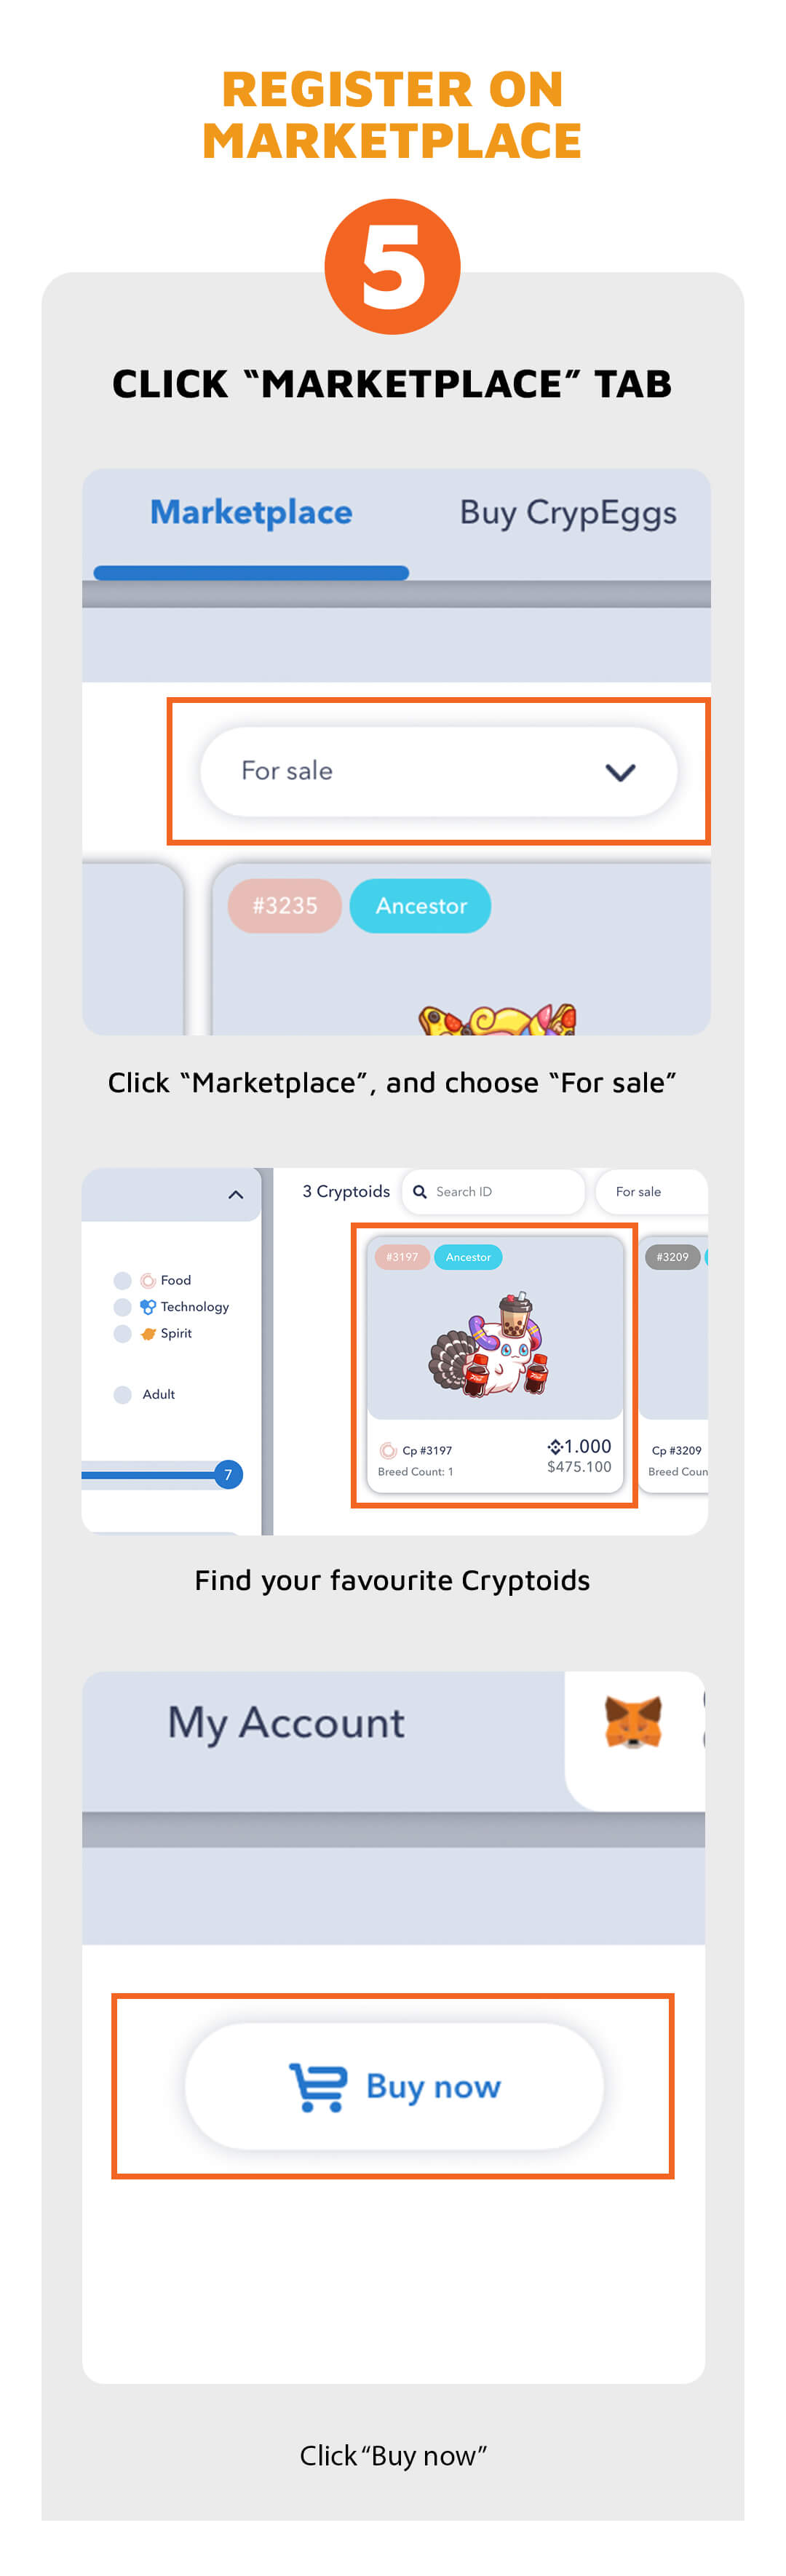 REGISTER ON
MARKETPLACE
5
CLICK “MARKETPLACE” TAB
Marketplace
Buy CrypEggs
For sale
#3235
Ancestor
Click “Marketplace”, and choose “For sale”
3 Cryptoids
Search ID
For sale
#3197
Ancestor
#3209
Food
Technology
Spirit
Adult
7
Cp #3197
1.000
Breed Count: 1
$475.100
Cp #3209
Breed Coun
Find your favourite Cryptoids
My Account
Buy now
Click “Buy now”